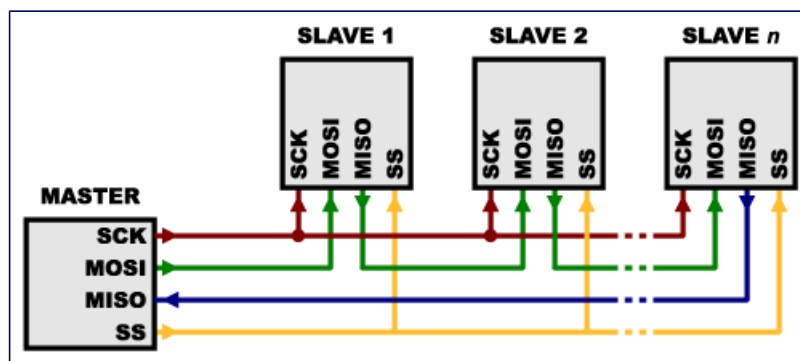 SLAVE 1
SLAVE 2
SLAVE n
SCK MOSI MISO SS
SCK MOSI MISO SS
SCK MOSI MISO SS
MASTER
SCK
MOSI
MISO
SS